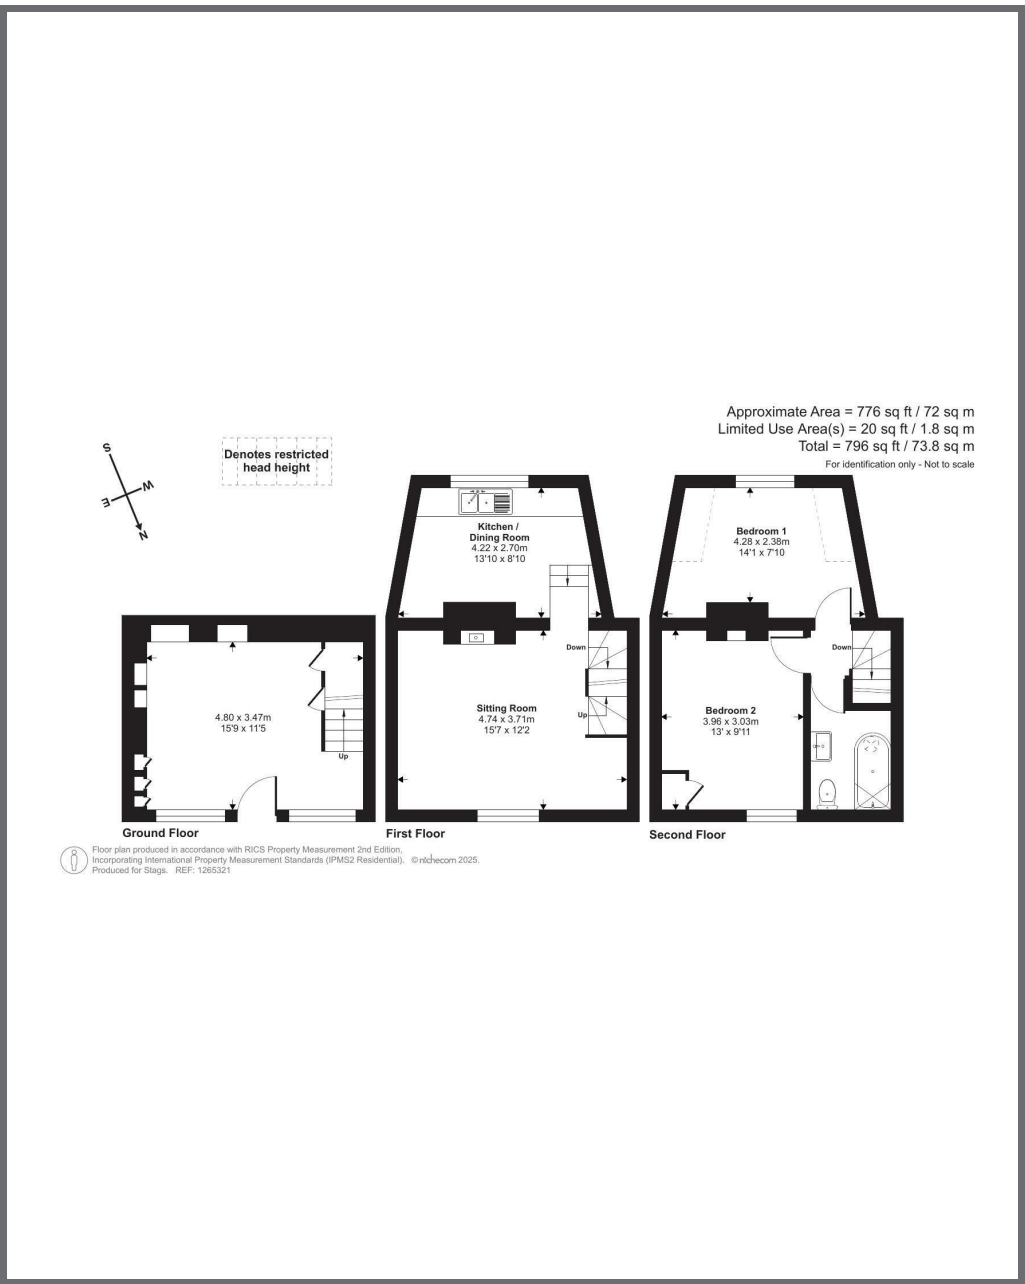 Approximate Area = 776 sq ft / 72 sq m
Limited Use Area(s) = 20 sq ft / 1.8 sq m
Total = 796 sq ft / 73.8 sq m
For identification only - Not to scale
S
W
E
N
Denotes restricted
head height
4.80 x 3.47m
15'9 x 11'5
Up
Ground Floor
Kitchen /
Dining Room
4.22 x 2.70m
13'10 x 8'10
Down
Sitting Room
4.74 x 3.71m
15'7 x 12'2
Up
First Floor
Bedroom 1
4.28 x 2.38m
14'1 x 7'10
Down
Bedroom 2
3.96 x 3.03m
13' x 9'11
Second Floor
Floor plan produced in accordance with RICS Property Measurement 2nd Edition,
Incorporating International Property Measurement Standards (IPMS2 Residential). © ntchecom 2025.
Produced for Stags. REF: 1265321